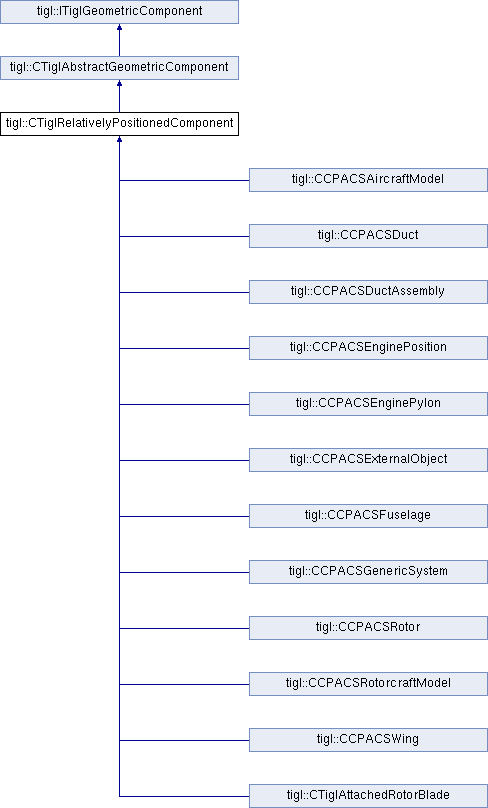 tigl::ITiglGeometricComponent
tigl::CTiglAbstractGeometricComponent
tigl::CTiglRelativelyPositionedComponent
tigl::CCPACSAircraftModel
tigl::CCPACSDuct
tigl::CCPACSDuctAssembly
tigl::CCPACSEnginePosition
tigl::CCPACSEnginePylon
tigl::CCPACSExternalObject
tigl::CCPACSFuselage
tigl::CCPACSGenericSystem
tigl::CCPACSRotor
tigl::CCPACSRotorcraftModel
tigl::CCPACSWing
tigl::CTiglAttachedRotorBlade